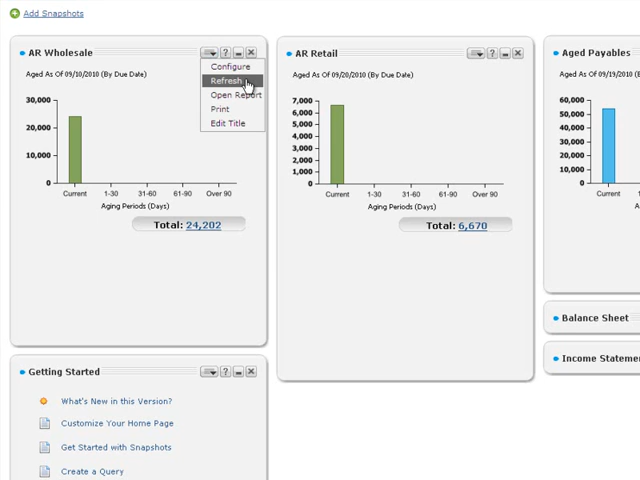 Add Snapshots
AR Wholesale
Configure
Refresh
Open Report
Print
Edit Title
Aged As Of 09/10/2010 (By Due Date)
30,000
20,000
10,000
0
Current 1-30 31-60 61-90 Over 90
Aging Periods (Days)
Total: 24,202
AR Retail
Aged As Of 09/20/2010 (By Due Date)
7,000
6,000
5,000
4,000
3,000
2,000
1,000
0
Current 1-30 31-60 61-90 Over 90
Aging Periods (Days)
Total: 6,670
Aged Payables
Aged As Of 09/19/2010 (B
60,000
50,000
40,000
30,000
20,000
10,000
0
Current
A
Balance Sheet
Income Stateme
Getting Started
What's New in this Version?
Customize Your Home Page
Get Started with Snapshots
Create a Query